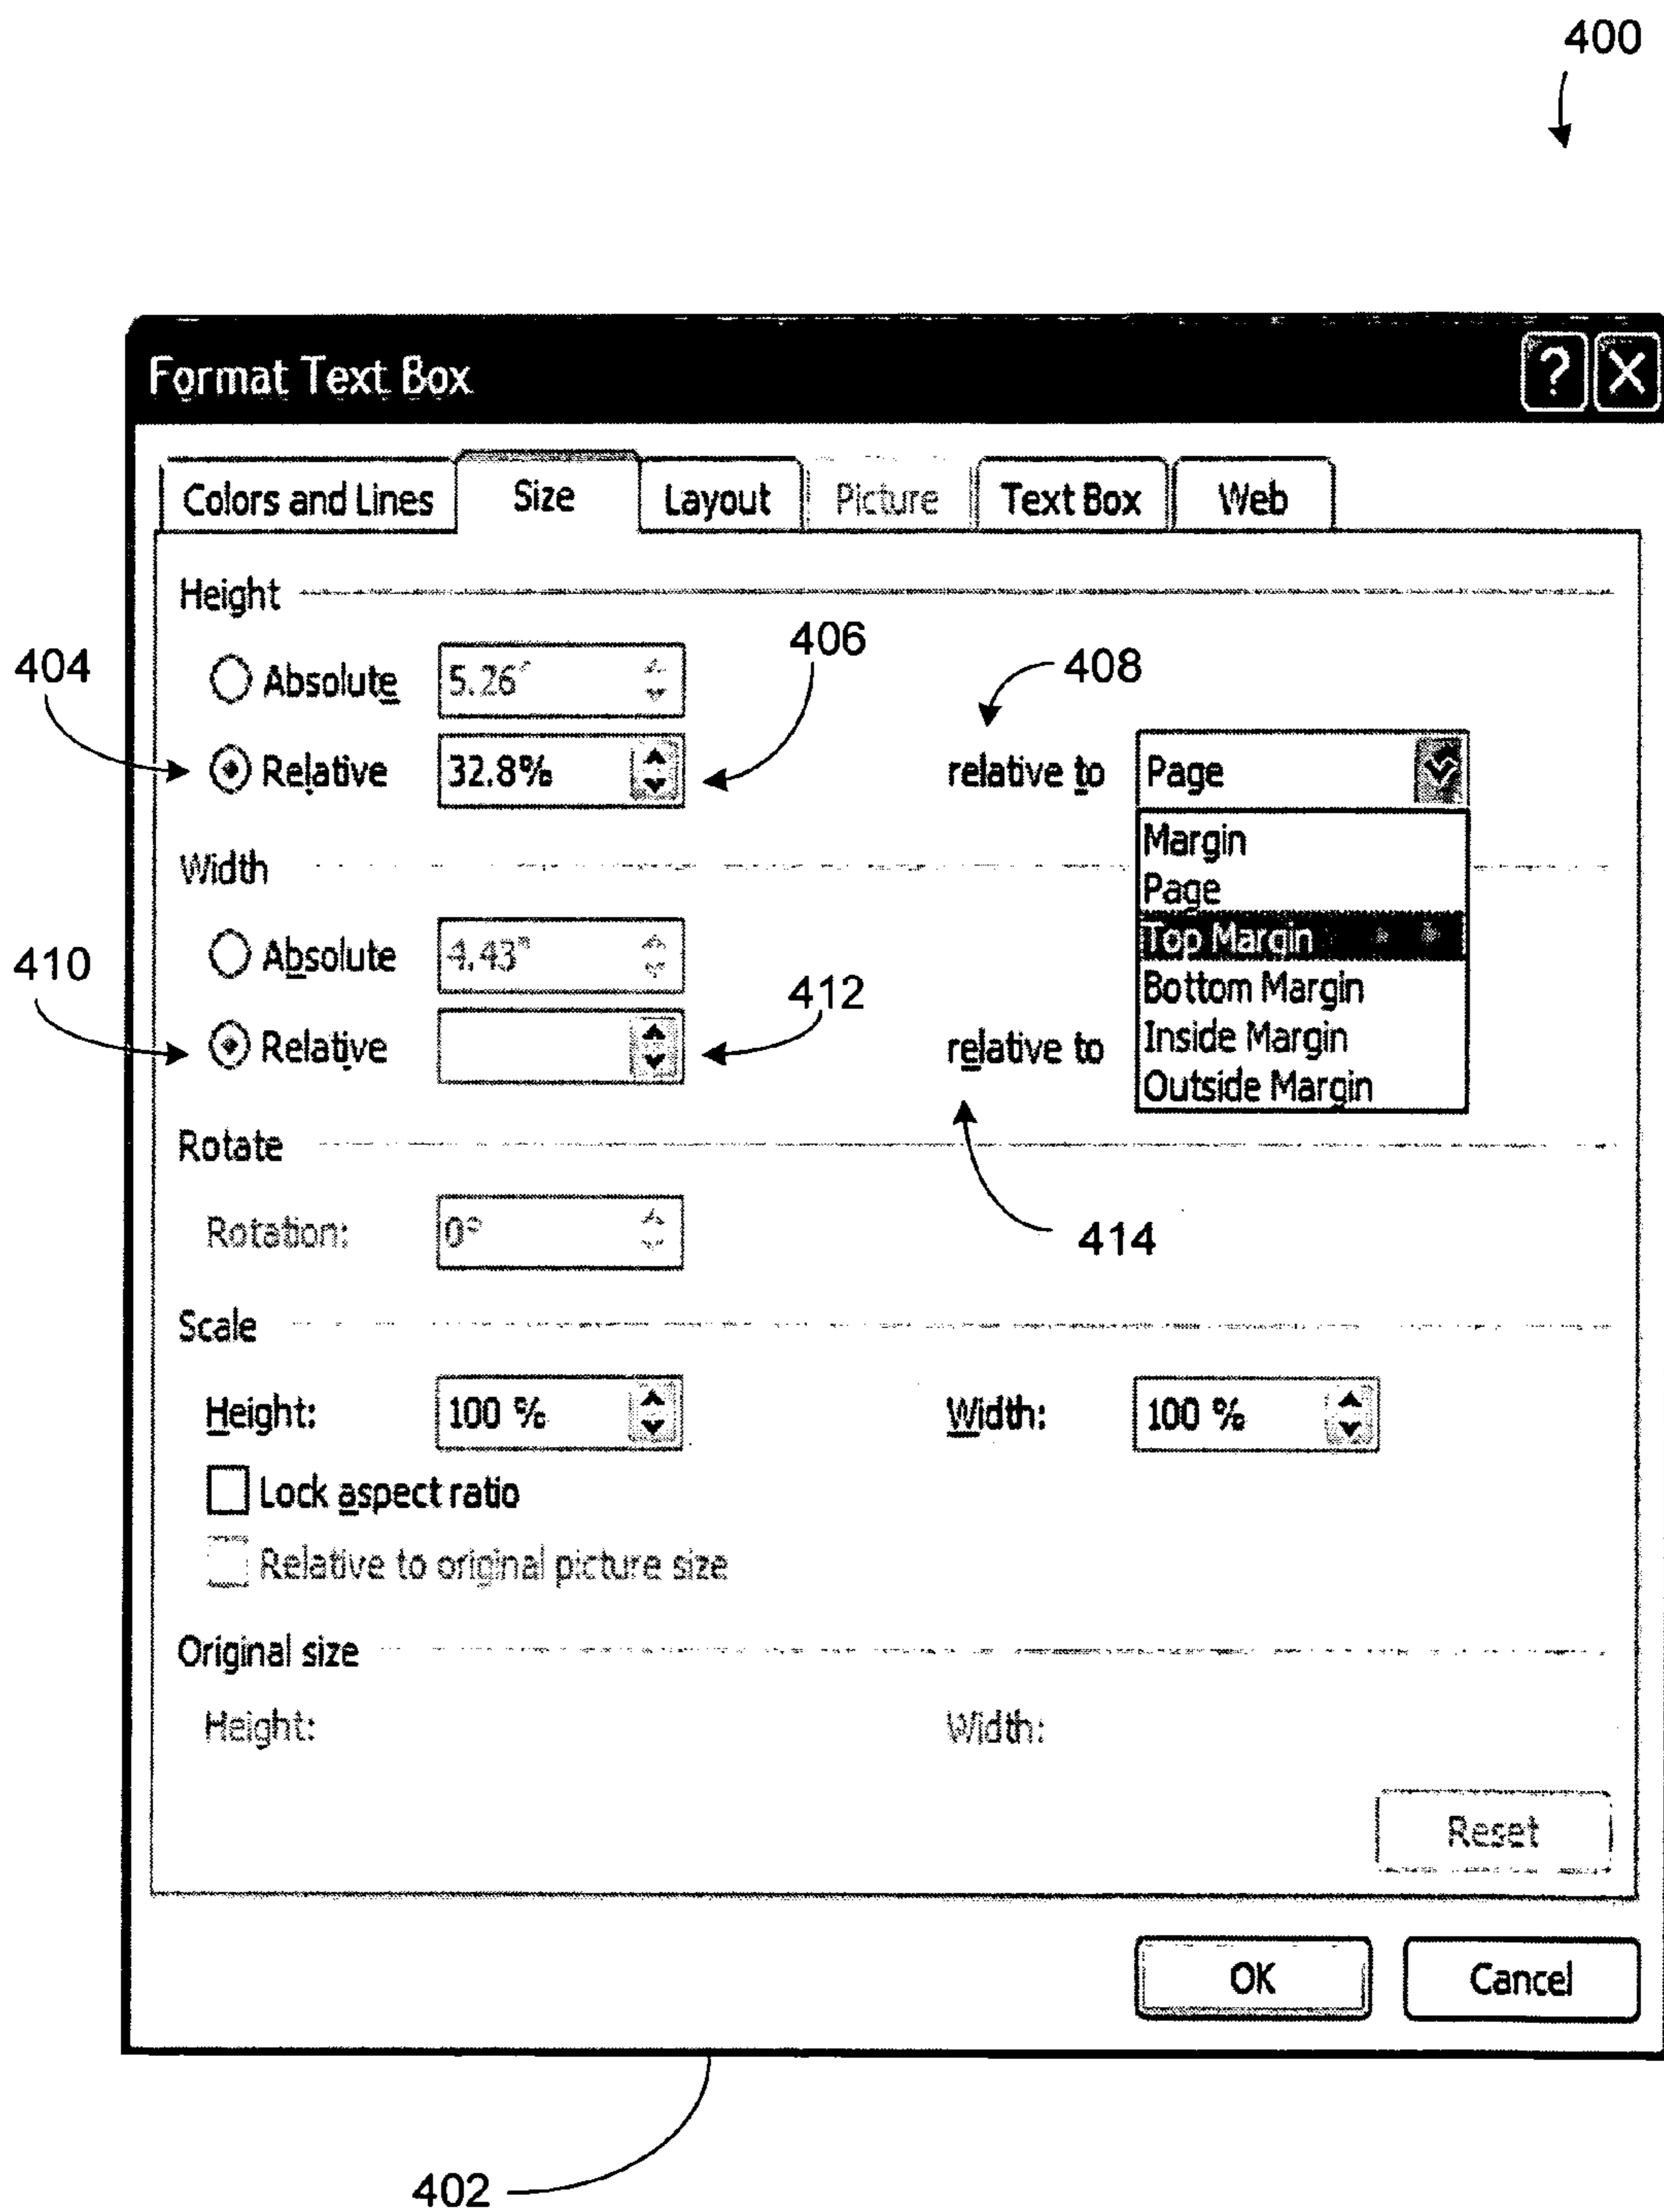 400
Format Text Box ? X
Colors and Lines Size Layout Picture Text Box Web
Height
404 Absolute 5.26" 406 408
Relative 32.8% relative to Page
Margin
Width
Page
Top Margin
410 Absolute 4.43" 412
Bottom Margin
Relative relative to Inside Margin
Outside Margin
Rotate
Rotation: 0° 414
Scale
Height: 100 % Width: 100 %
Lock aspect ratio
Relative to original picture size
Original size
Height: Width:
Reset
OK Cancel
402